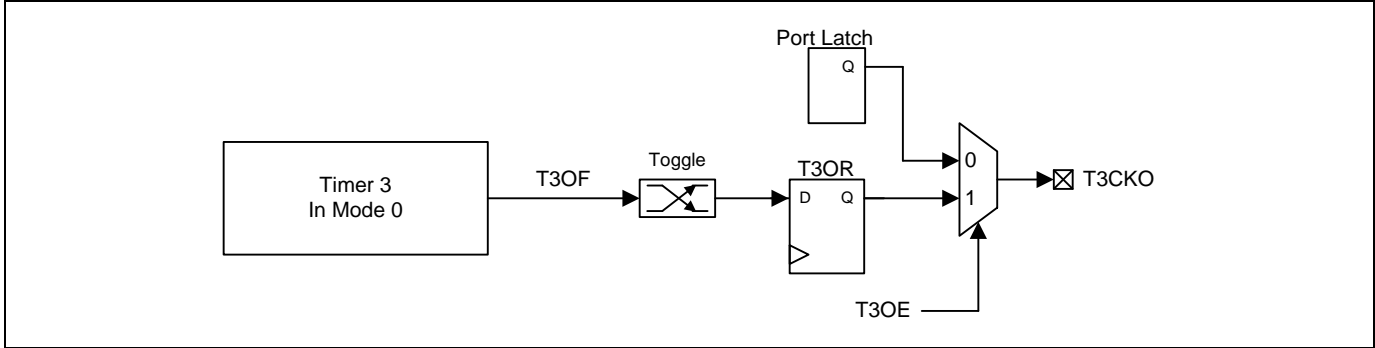 Port Latch
Q
Timer 3
In Mode 0
T3OF
Toggle
T3OR
D Q
0
1
T3CKO
T3OE